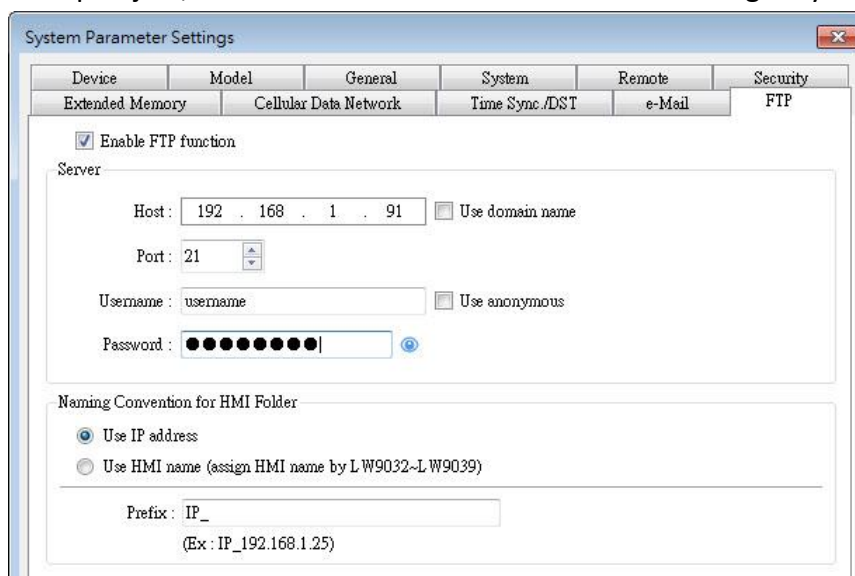 System Parameter Settings
Device Model General System Remote Security
Extended Memory Cellular Data Network Time Sync./DST e-Mail FTP
Enable FTP function
Server
Host : 192 . 168 . 1 . 91 Use domain name
Port : 21
Username : username Use anonymous
Password : ●●●●●●●●
Naming Convention for HMI Folder
Use IP address
Use HMI name (assign HMI name by LW9032~LW9039)
Prefix : IP_
(Ex : IP_192.168.1.25)